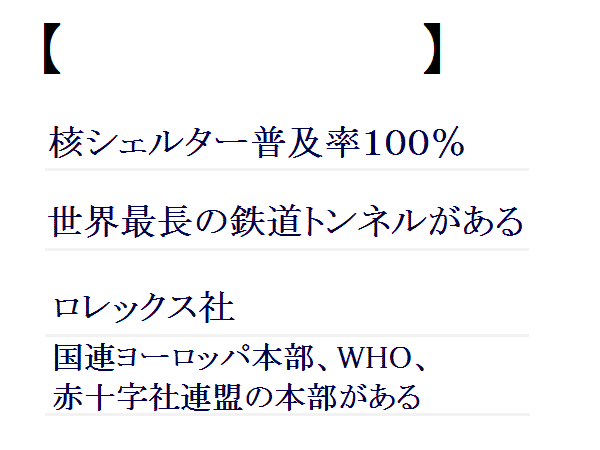 【 】
核シェルター普及率100%
世界最長の鉄道トンネルがある
ロレックス社
国連ヨーロッパ本部、WHO、
赤十字社連盟の本部がある